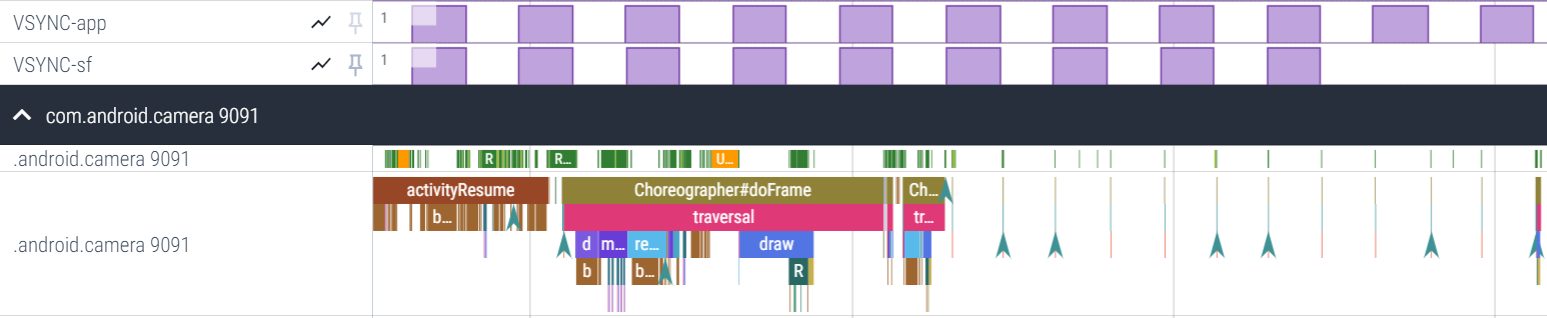 VSYNC-app 1
VSYNC-sf 1
com.android.camera 9091
.android.camera 9091 R R... U...
activityResume Choreographer#doFrame Ch...
b... traversal tr...
.android.camera 9091 d m... re... draw
b b... R